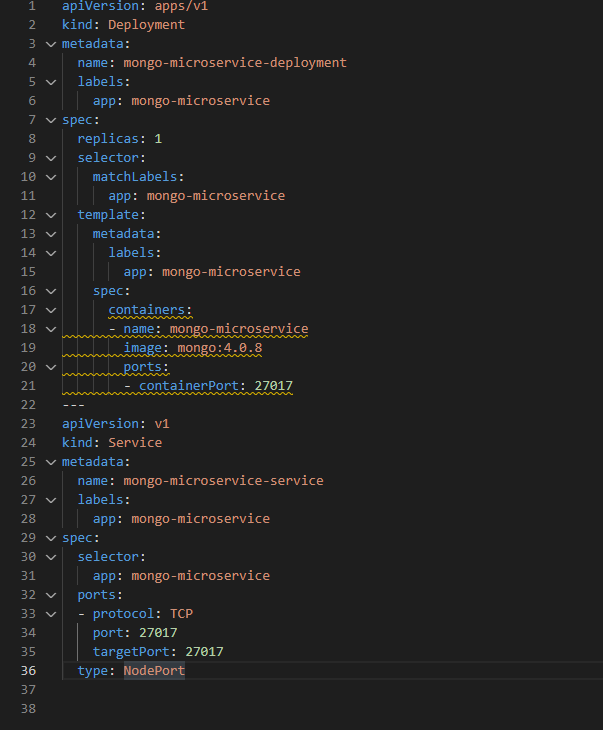 1 apiVersion: apps/v1
2 kind: Deployment
3 metadata:
4   name: mongo-microservice-deployment
5   labels:
6     app: mongo-microservice
7 spec:
8   replicas: 1
9   selector:
10     matchLabels:
11       app: mongo-microservice
12   template:
13     metadata:
14       labels:
15         app: mongo-microservice
16     spec:
17       containers:
18       - name: mongo-microservice
19         image: mongo:4.0.8
20         ports:
21         - containerPort: 27017
22 ---
23 apiVersion: v1
24 kind: Service
25 metadata:
26   name: mongo-microservice-service
27   labels:
28     app: mongo-microservice
29 spec:
30   selector:
31     app: mongo-microservice
32   ports:
33   - protocol: TCP
34     port: 27017
35     targetPort: 27017
36   type: NodePort
37
38